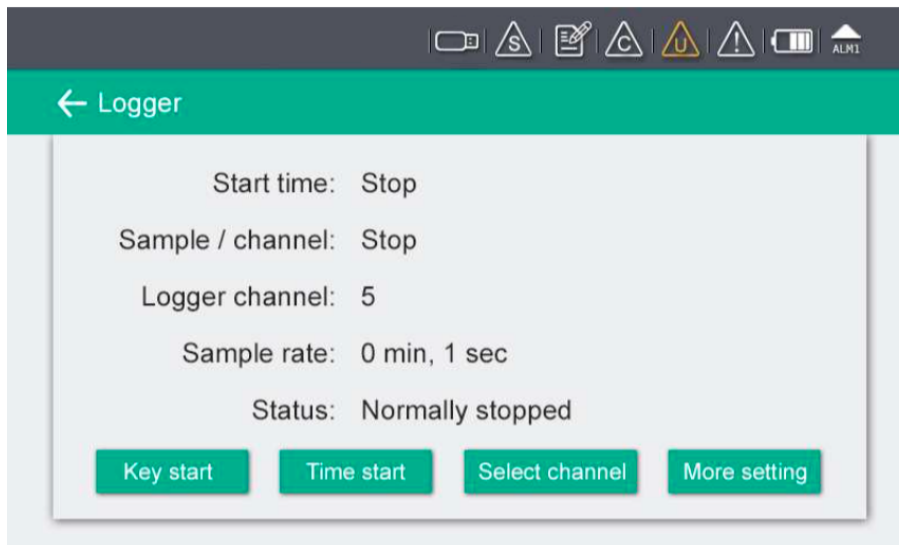 S C U ! ALM1
Logger
Start time: Stop
Sample / channel: Stop
Logger channel: 5
Sample rate: 0 min, 1 sec
Status: Normally stopped
Key start Time start Select channel More setting